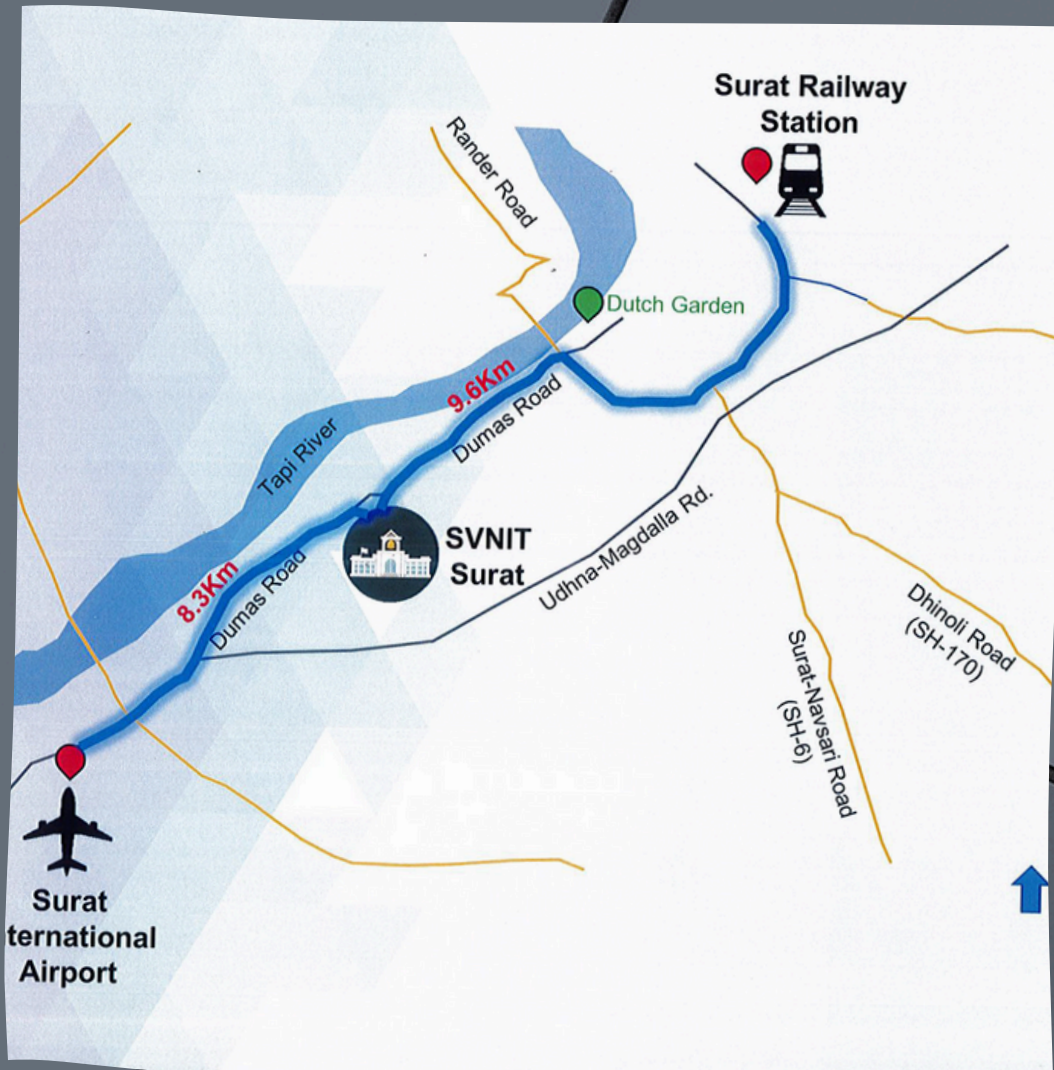 Surat Railway
Station
Rander Road
Dutch Garden
9.6Km
Dumas Road
Tapi River
SVNIT
Surat
8.3Km
Dumas Road
Udhna-Magdalla Rd.
Dhinoli Road
(SH-170)
Surat-Navsari Road
(SH-6)
Surat
ternational
Airport